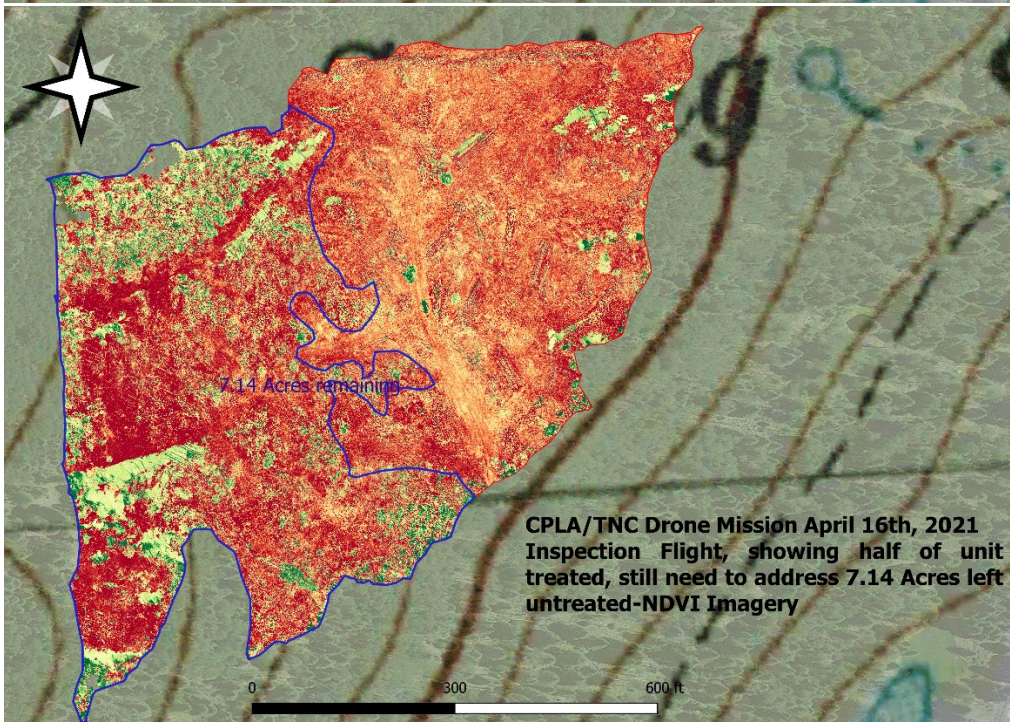 g
7.14 Acres remaining
CPLA/TNC Drone Mission April 16th, 2021
Inspection Flight, showing half of unit
treated, still need to address 7.14 Acres left
untreated-NDVI Imagery
0 300 600 ft